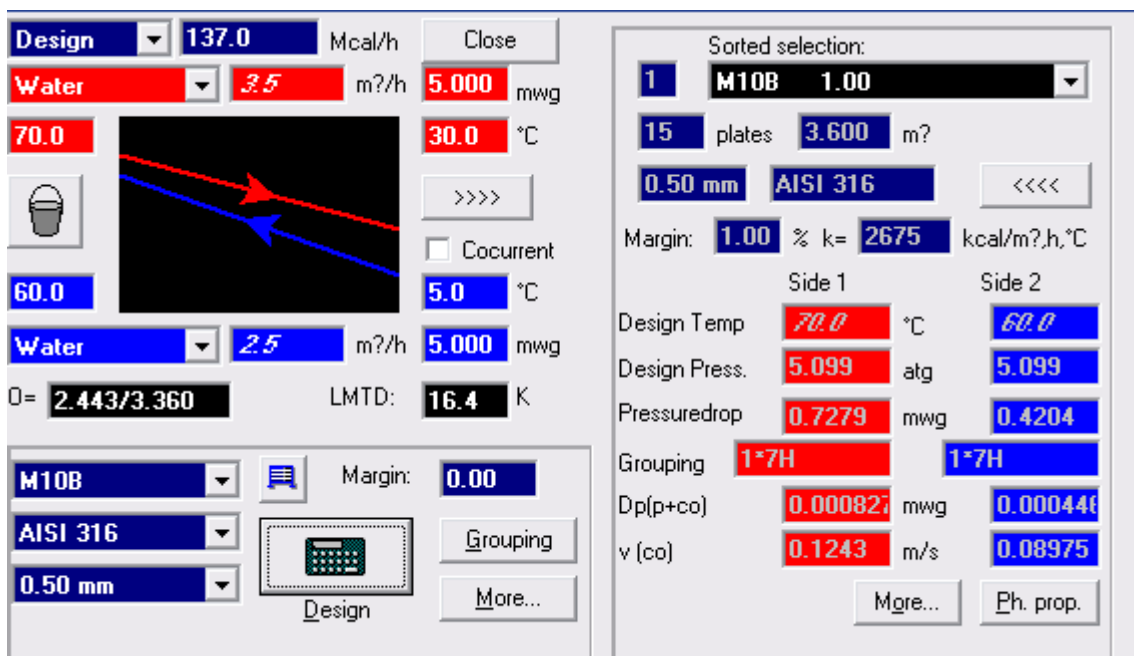 Design 137.0 Mcal/h Close
Water 3.5 m?/h 5.000 mwg
70.0 30.0 °C
>>>>
Cocurrent
60.0 5.0 °C
Water 2.5 m?/h 5.000 mwg
O= 2.443/3.360 LMTD: 16.4 K
M10B Margin: 0.00
AISI 316 Grouping
0.50 mm Design More...
Sorted selection:
1 M10B 1.00
15 plates 3.600 m?
0.50 mm AISI 316 <<<<
Margin: 1.00 % k= 2675 kcal/m?,h,°C
Side 1 Side 2
Design Temp 70.0 °C 60.0
Design Press. 5.099 atg 5.099
Pressuredrop 0.7279 mwg 0.4204
Grouping 1*7H 1*7H
Dp(p+co) 0.000827 mwg 0.000446
v (co) 0.1243 m/s 0.08975
More... Ph. prop.